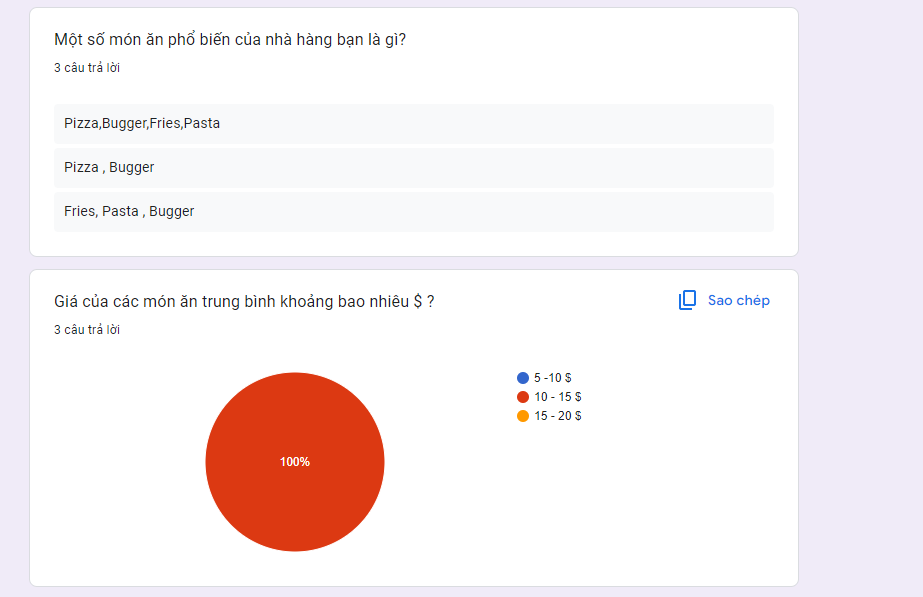 Một số món ăn phổ biến của nhà hàng bạn là gì?
3 câu trả lời
Pizza,Bugger,Fries,Pasta
Pizza , Bugger
Fries, Pasta , Bugger
Giá của các món ăn trung bình khoảng bao nhiêu $ ?
Sao chép
3 câu trả lời
5 -10 $
10 - 15 $
15 - 20 $
100%